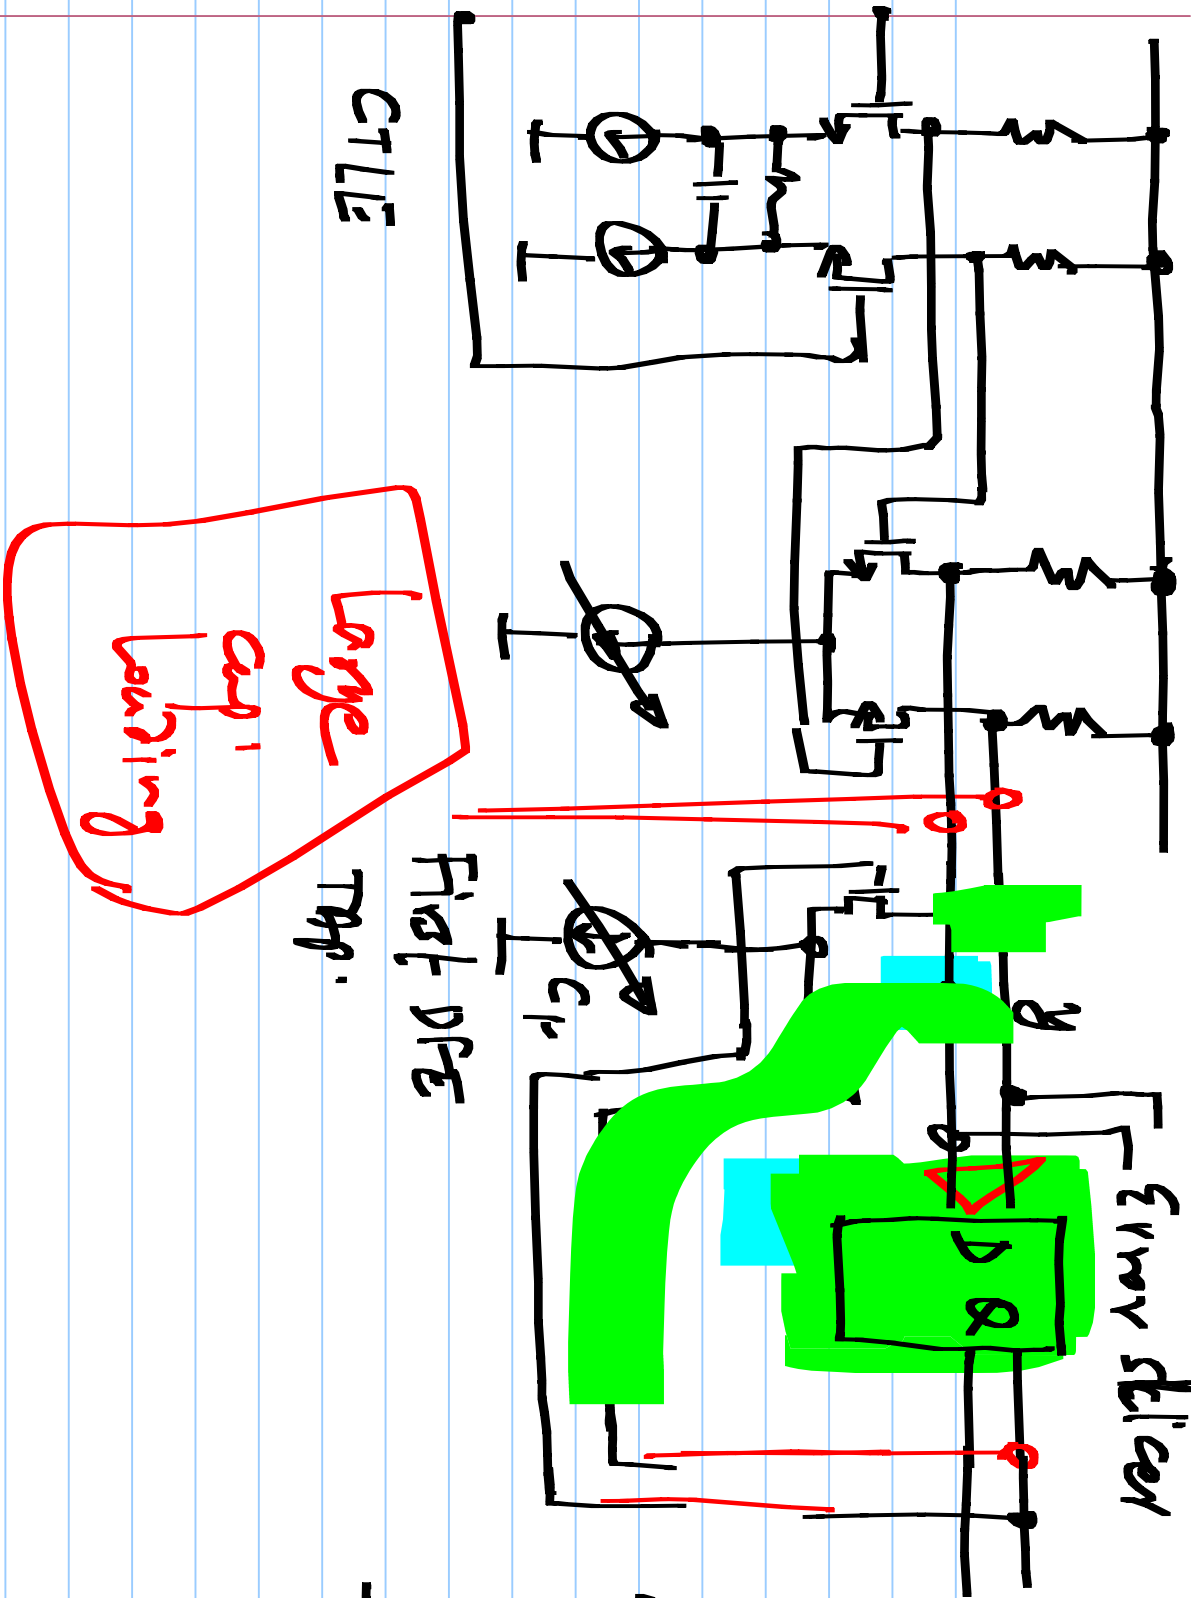 CTLE
Large
Cap"
Loading
First DFE
Tap.
C1
y
D Q
Error Slicer